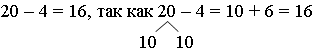 20 – 4 = 16, так как 20 – 4 = 10 + 6 = 16
10 10